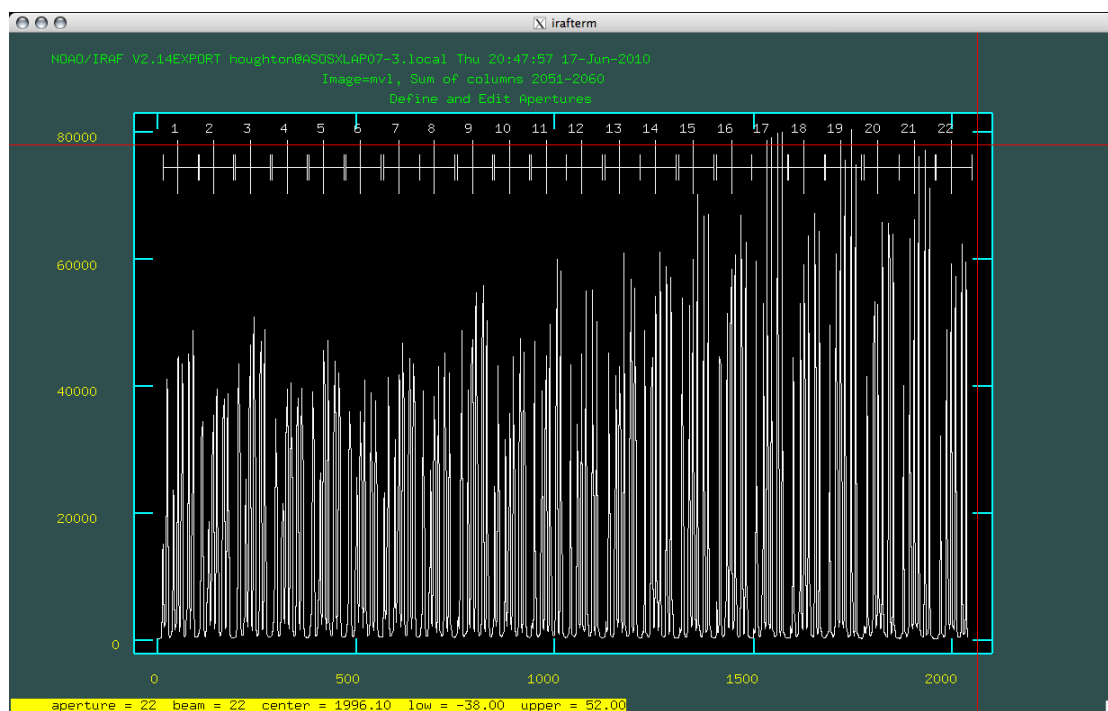 irafterm
NOAO/IRAF V2.14EXPORT houghton@ASOSXLAP07-3.local Thu 20:47:57 17-Jun-2010
Image=mvl, Sum of columns 2051-2060
Define and Edit Apertures
1 2 3 4 5 6 7 8 9 10 11 12 13 14 15 16 17 18 19 20 21 22
80000
60000
40000
20000
0
0 500 1000 1500 2000
aperture = 22 beam = 22 center = 1996.10 low = -38.00 upper = 52.00